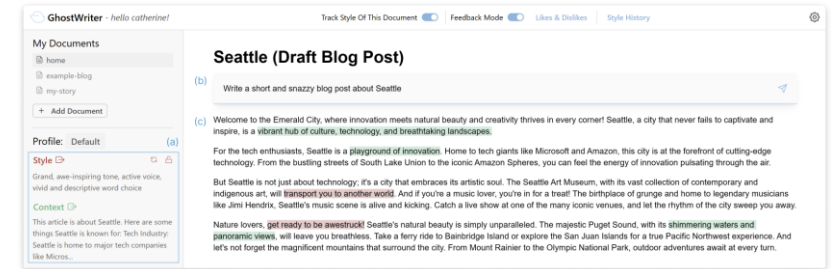 GhostWriter - hello catherine!
Track Style Of This Document
Feedback Mode
Likes & Dislikes
Style History
My Documents
home
example-blog
my-story
+ Add Document
Profile: Default
(a)
Style
Grand, awe-inspiring tone, active voice,
vivid and descriptive word choice
Context
This article is about Seattle. Here are some
things Seattle is known for: Tech Industry:
Seattle is home to major tech companies
like Micros...
Seattle (Draft Blog Post)
(b)
Write a short and snazzy blog post about Seattle
(c)
Welcome to the Emerald City, where innovation meets natural beauty and creativity thrives in every corner! Seattle, a city that never fails to captivate and
inspire, is a vibrant hub of culture, technology, and breathtaking landscapes.
For the tech enthusiasts, Seattle is a playground of innovation. Home to tech giants like Microsoft and Amazon, this city is at the forefront of cutting-edge
technology. From the bustling streets of South Lake Union to the iconic Amazon Spheres, you can feel the energy of innovation pulsating through the air.
But Seattle is not just about technology; it's a city that embraces its artistic soul. The Seattle Art Museum, with its vast collection of contemporary and
indigenous art, will transport you to another world. And if you're a music lover, you're in for a treat! The birthplace of grunge and home to legendary musicians
like Jimi Hendrix, Seattle's music scene is alive and kicking. Catch a live show at one of the many iconic venues, and let the rhythm of the city sweep you away.
Nature lovers, get ready to be awestruck! Seattle's natural beauty is simply unparalleled. The majestic Puget Sound, with its shimmering waters and
panoramic views, will leave you breathless. Take a ferry ride to Bainbridge Island or explore the San Juan Islands for a true Pacific Northwest experience. And
let's not forget the magnificent mountains that surround the city. From Mount Rainier to the Olympic National Park, outdoor adventures await at every turn.